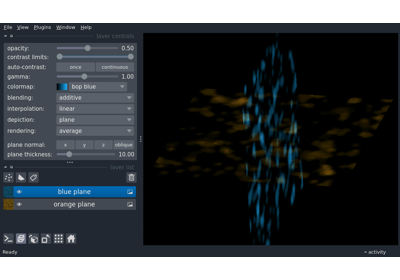 File View Plugins Window Help
layer controls
opacity: 0.50
contrast limits:
auto-contrast: once continuous
gamma: 1.00
colormap: bop blue
blending: additive
interpolation: linear
depiction: plane
rendering: average
plane normal: x y z oblique
plane thickness: 10.00
layer list
blue plane
orange plane
Ready
activity